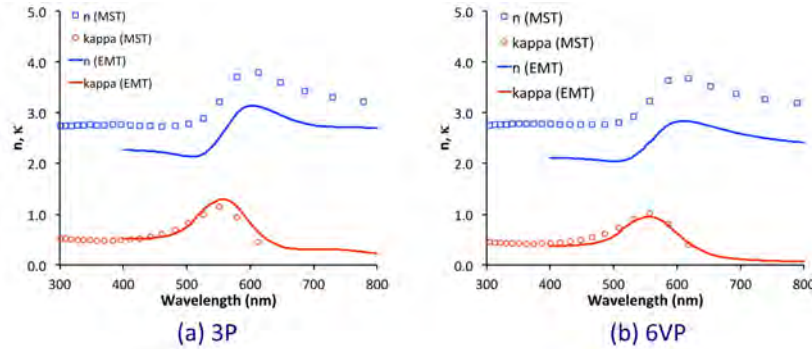 5.0
4.0
3.0
2.0
1.0
0.0
n, κ
n (MST)
kappa (MST)
n (EMT)
kappa (EMT)
300 400 500 600 700 800
Wavelength (nm)
(a) 3P
5.0
4.0
3.0
2.0
1.0
0.0
n, κ
n (MST)
kappa (MST)
n (EMT)
kappa (EMT)
300 400 500 600 700 800
Wavelength (nm)
(b) 6VP